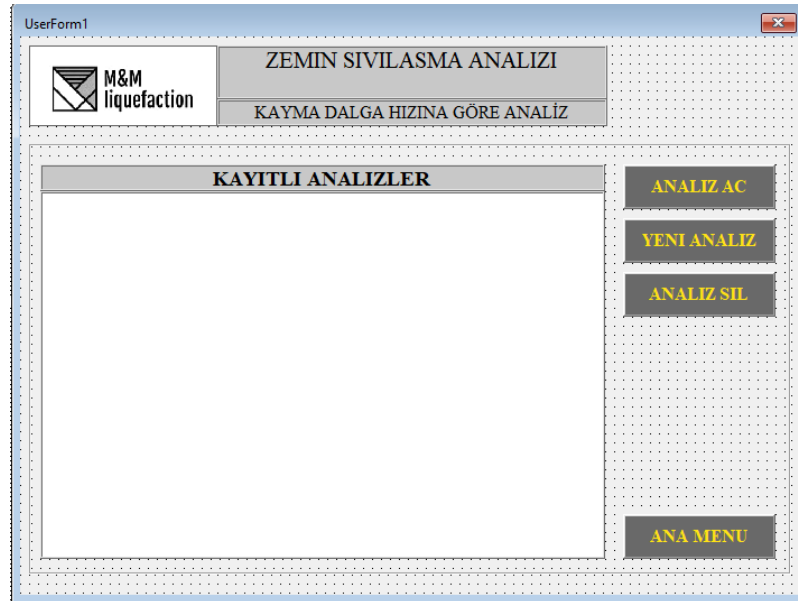 UserForm1
M&M
liquefaction
ZEMIN SIVILASMA ANALIZI
KAYMA DALGA HIZINA GÖRE ANALİZ
KAYITLI ANALIZLER
ANALIZ AC
YENI ANALIZ
ANALIZ SIL
ANA MENU